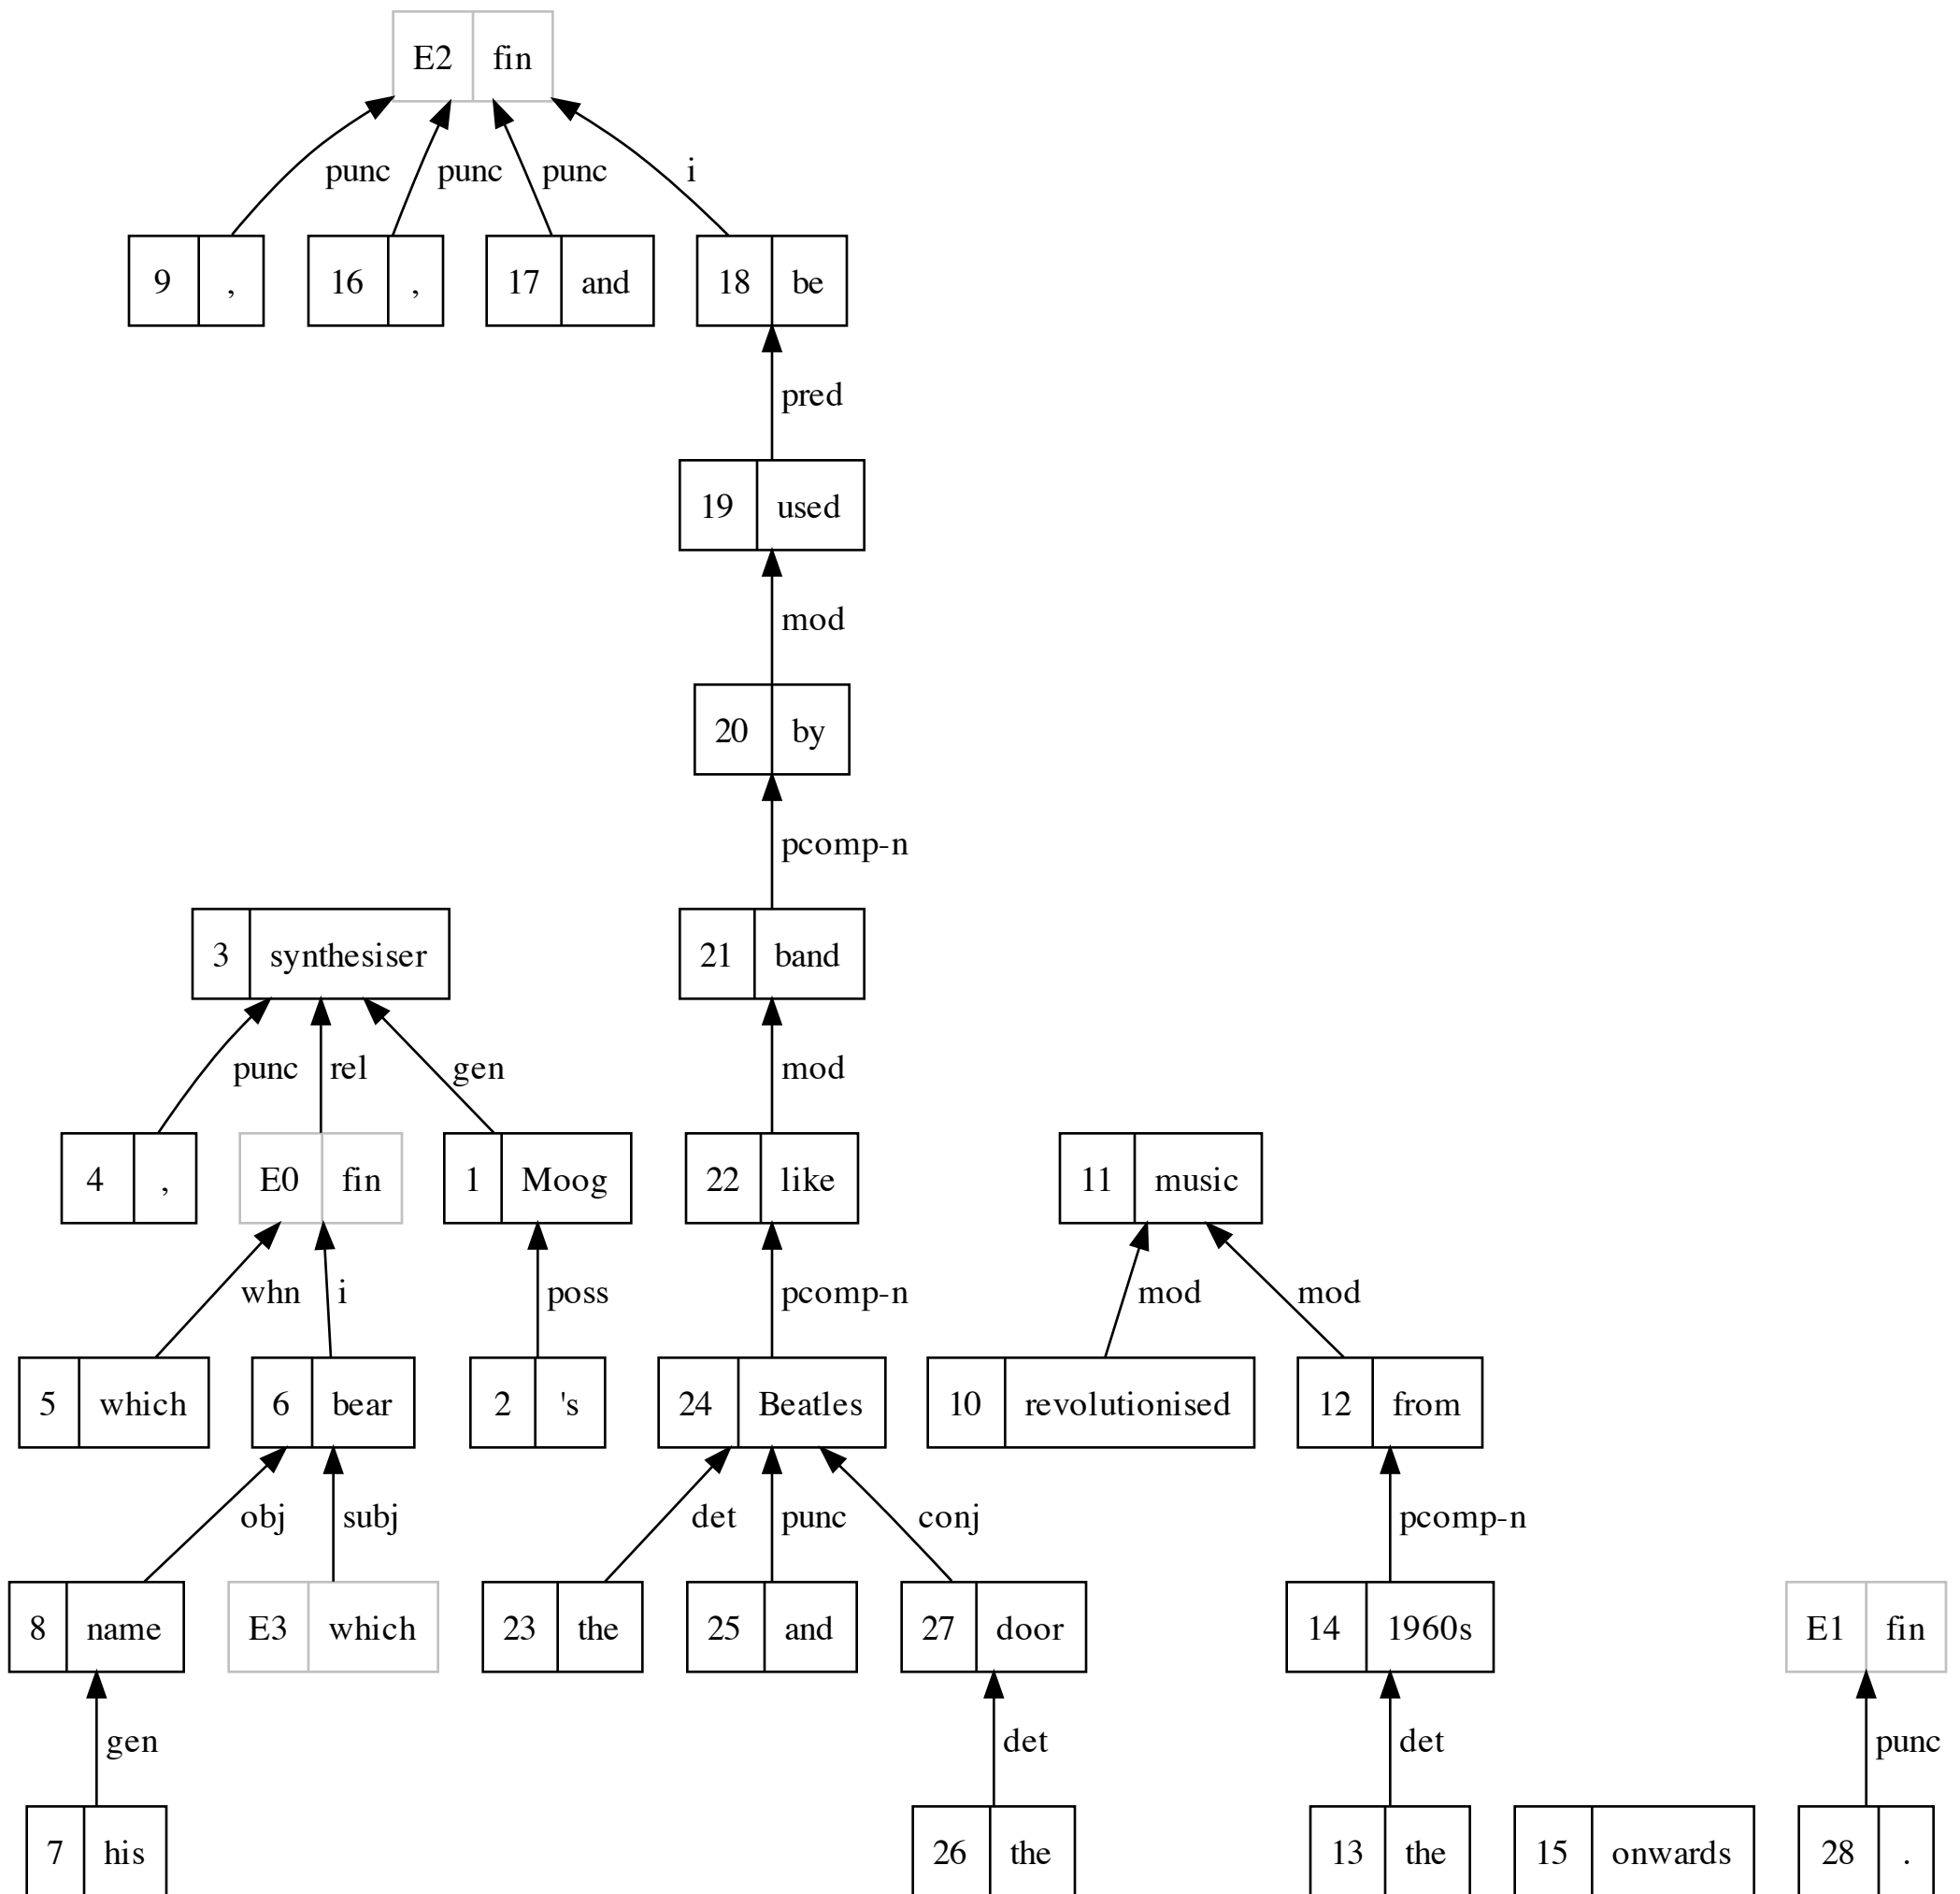 E2 fin
punc punc punc i
9 , 16 , 17 and 18 be
pred
19 used
mod
20 by
pcomp-n
3 synthesiser 21 band
punc rel gen mod
4 , E0 fin 1 Moog 22 like 11 music
whn i poss pcomp-n mod mod
5 which 6 bear 2 's 24 Beatles 10 revolutionised 12 from
obj subj det punc conj pcomp-n
8 name E3 which 23 the 25 and 27 door 14 1960s E1 fin
gen det det punc
7 his 26 the 13 the 15 onwards 28 .